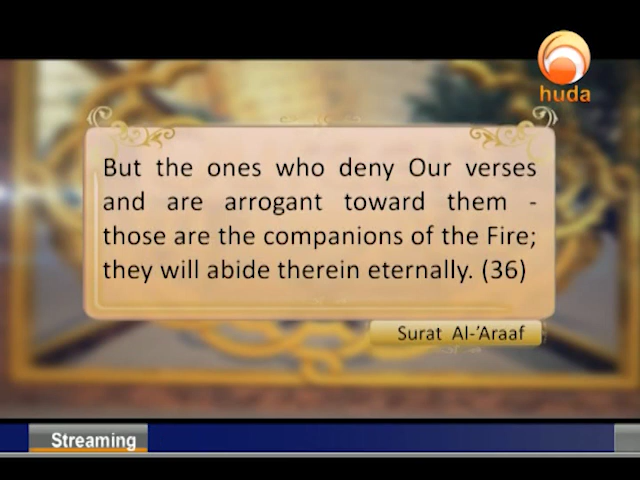 huda
But the ones who deny Our verses
and are arrogant toward them -
those are the companions of the Fire;
they will abide therein eternally. (36)
Surat Al-’Araaf
Streaming